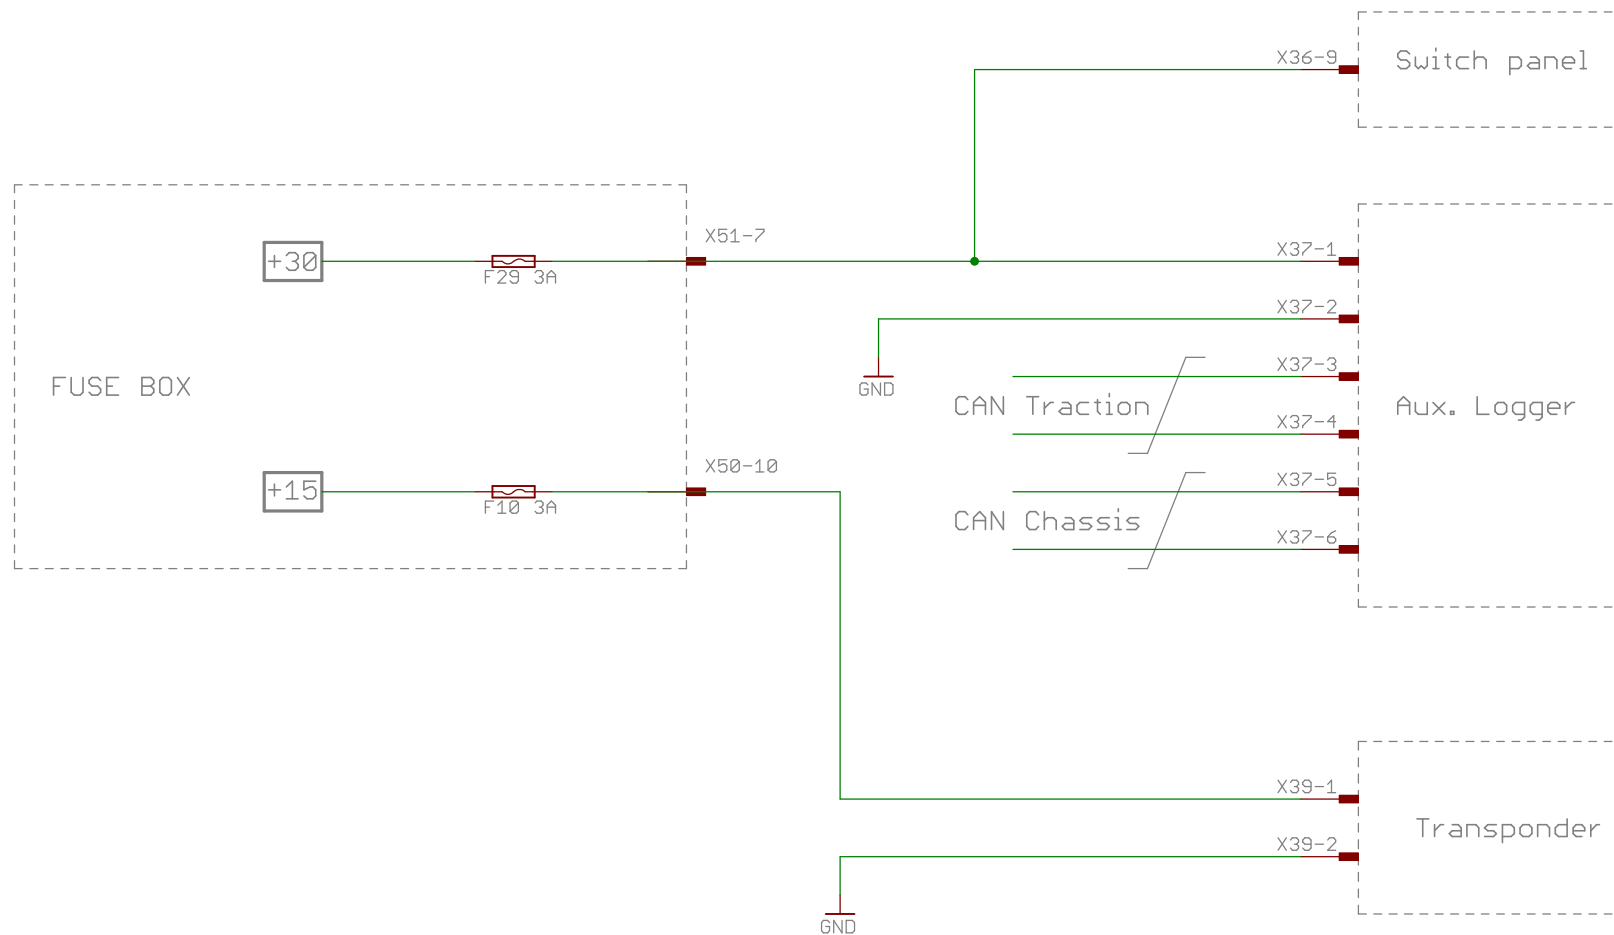 X36-9
Switch panel
X51-7
X37-1
+30
F29 3A
X37-2
GND
X37-3
FUSE BOX
CAN Traction
Aux. Logger
X37-4
X50-10
X37-5
+15
F10 3A
CAN Chassis
X37-6
X39-1
Transponder
X39-2
GND